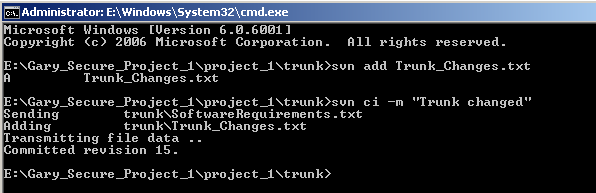 Administrator: E:\Windows\System32\cmd.exe
Microsoft Windows [Version 6.0.6001]
Copyright (c) 2006 Microsoft Corporation.  All rights reserved.
E:\Gary_Secure_Project_1\project_1\trunk>svn add Trunk_Changes.txt
A         Trunk_Changes.txt
E:\Gary_Secure_Project_1\project_1\trunk>svn ci -m "Trunk changed"
Sending        trunk\SoftwareRequirements.txt
Adding         trunk\Trunk_Changes.txt
Transmitting file data ..
Committed revision 15.
E:\Gary_Secure_Project_1\project_1\trunk>